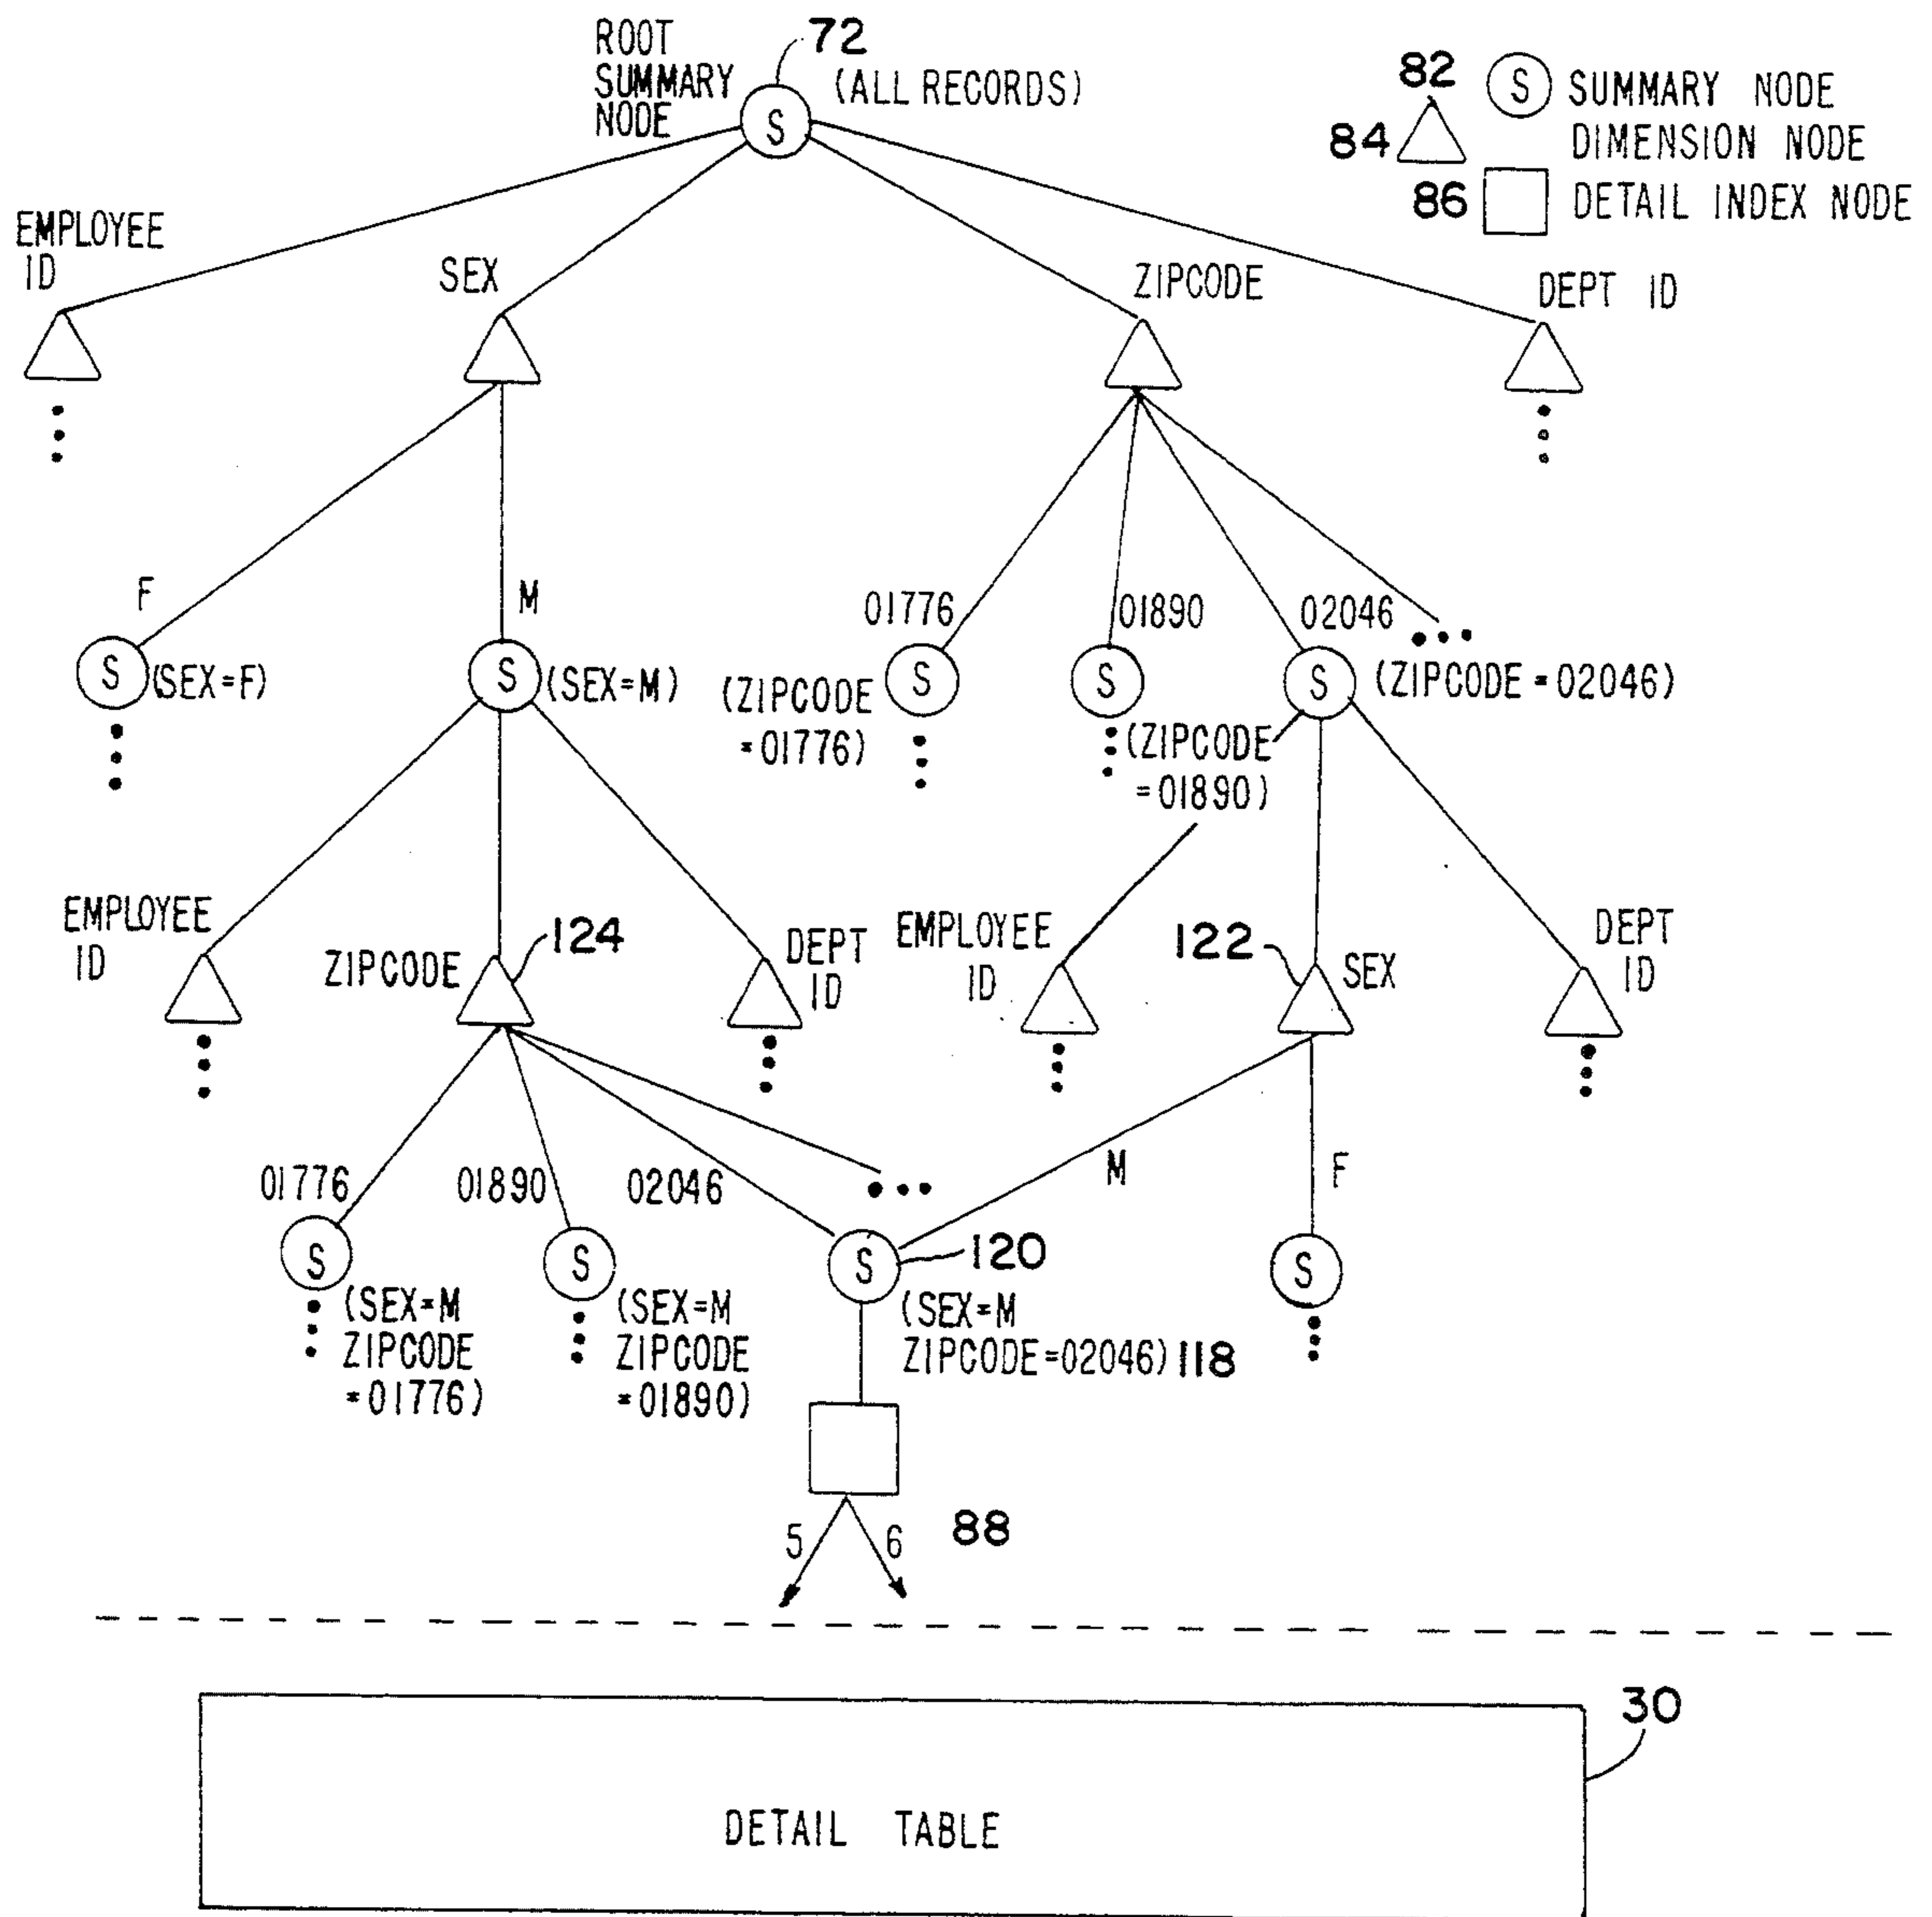 ROOT
SUMMARY
NODE
72
(ALL RECORDS)
S
82 S SUMMARY NODE
84 DIMENSION NODE
86 DETAIL INDEX NODE
EMPLOYEE
ID
SEX
ZIPCODE
DEPT ID
F
M
01776
01890
02046
S (SEX=F)
S (SEX=M)
S
(ZIPCODE
=01776)
S
(ZIPCODE
=01890)
S (ZIPCODE=02046)
EMPLOYEE
ID
ZIPCODE
124
DEPT
ID
EMPLOYEE
ID
122
SEX
DEPT
ID
01776
01890
02046
M
F
S
(SEX=M
ZIPCODE
=01776)
S
(SEX=M
ZIPCODE
=01890)
S
120
(SEX=M
ZIPCODE=02046) 118
S
5
6
88
30
DETAIL TABLE